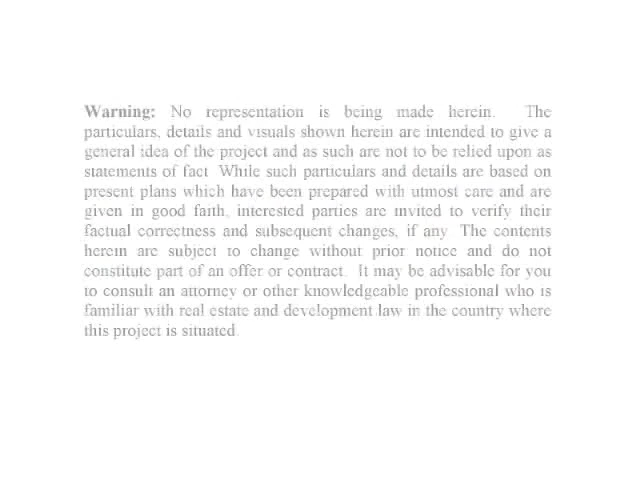 Warning: No representation is being made herein. The
particulars, details and visuals shown herein are intended to give a
general idea of the project and as such are not to be relied upon as
statements of fact. While such particulars and details are based on
present plans which have been prepared with utmost care and are
given in good faith, interested parties are invited to verify their
factual correctness and subsequent changes, if any. The contents
herein are subject to change without prior notice and do not
constitute part of an offer or contract. It may be advisable for you
to consult an attorney or other knowledgeable professional who is
familiar with real estate and development law in the country where
this project is situated.